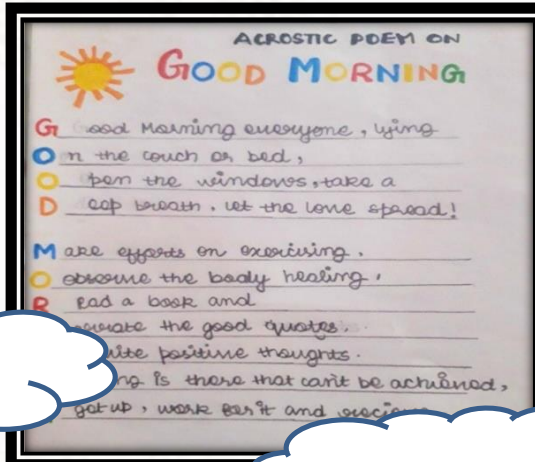 ACROSTIC POEM ON
GOOD MORNING
Good Morning everyone, lying
On the couch or bed,
Open the windows, take a
Deep breath, let the love spread!
Make efforts on exercising.
O observe the body healing.
Read a book and
the good quotes.
positive thoughts.
is there that can't be achieved,
get up, work for it and